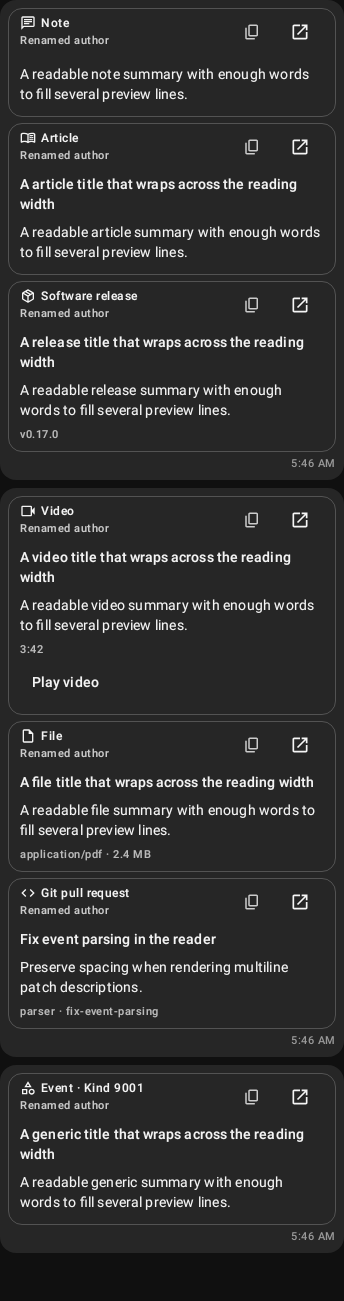 Note
Renamed author
A readable note summary with enough words
to fill several preview lines.
Article
Renamed author
A article title that wraps across the reading
width
A readable article summary with enough words
to fill several preview lines.
Software release
Renamed author
A release title that wraps across the reading
width
A readable release summary with enough
words to fill several preview lines.
v0.17.0
5:46 AM
Video
Renamed author
A video title that wraps across the reading
width
A readable video summary with enough words
to fill several preview lines.
3:42
Play video
File
Renamed author
A file title that wraps across the reading width
A readable file summary with enough words to
fill several preview lines.
application/pdf · 2.4 MB
Git pull request
Renamed author
Fix event parsing in the reader
Preserve spacing when rendering multiline
patch descriptions.
parser · fix-event-parsing
5:46 AM
Event · Kind 9001
Renamed author
A generic title that wraps across the reading
width
A readable generic summary with enough
words to fill several preview lines.
5:46 AM